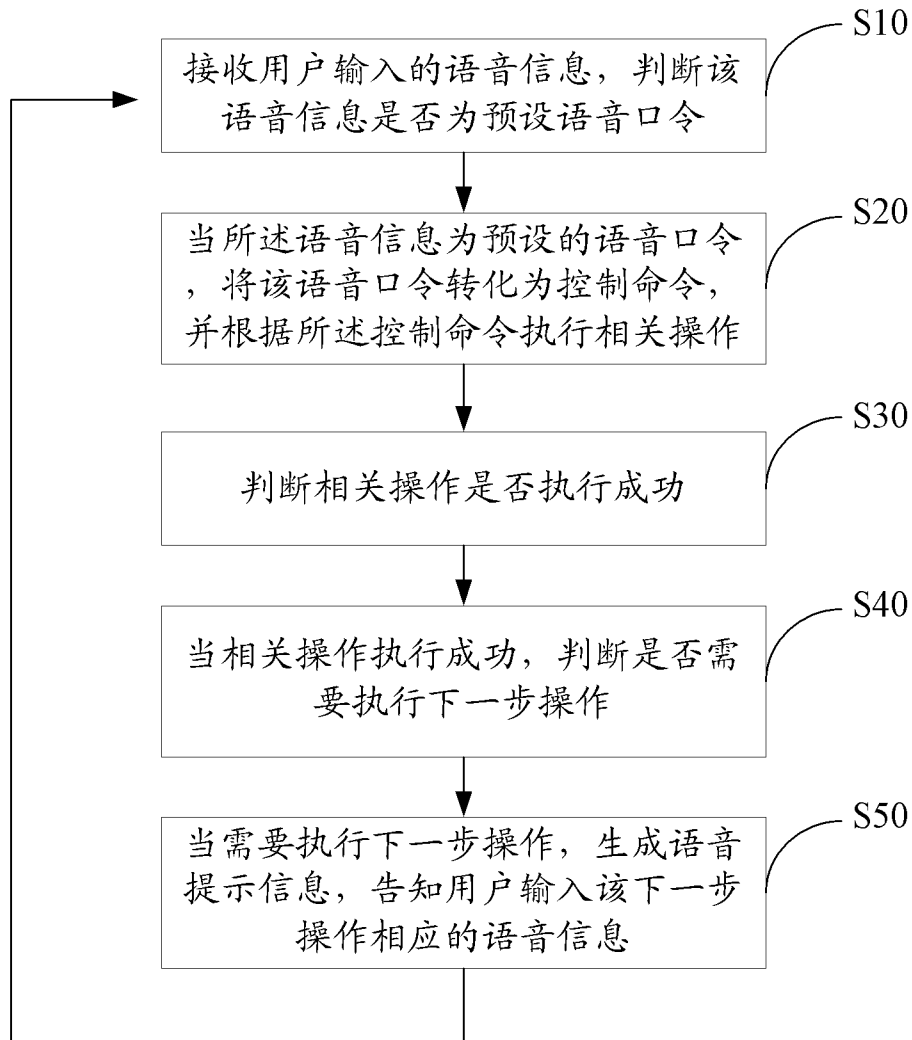 S10
接收用户输入的语音信息，判断该
语音信息是否为预设语音口令
S20
当所述语音信息为预设的语音口令
，将该语音口令转化为控制命令，
并根据所述控制命令执行相关操作
S30
判断相关操作是否执行成功
S40
当相关操作执行成功，判断是否需
要执行下一步操作
S50
当需要执行下一步操作，生成语音
提示信息，告知用户输入该下一步
操作相应的语音信息